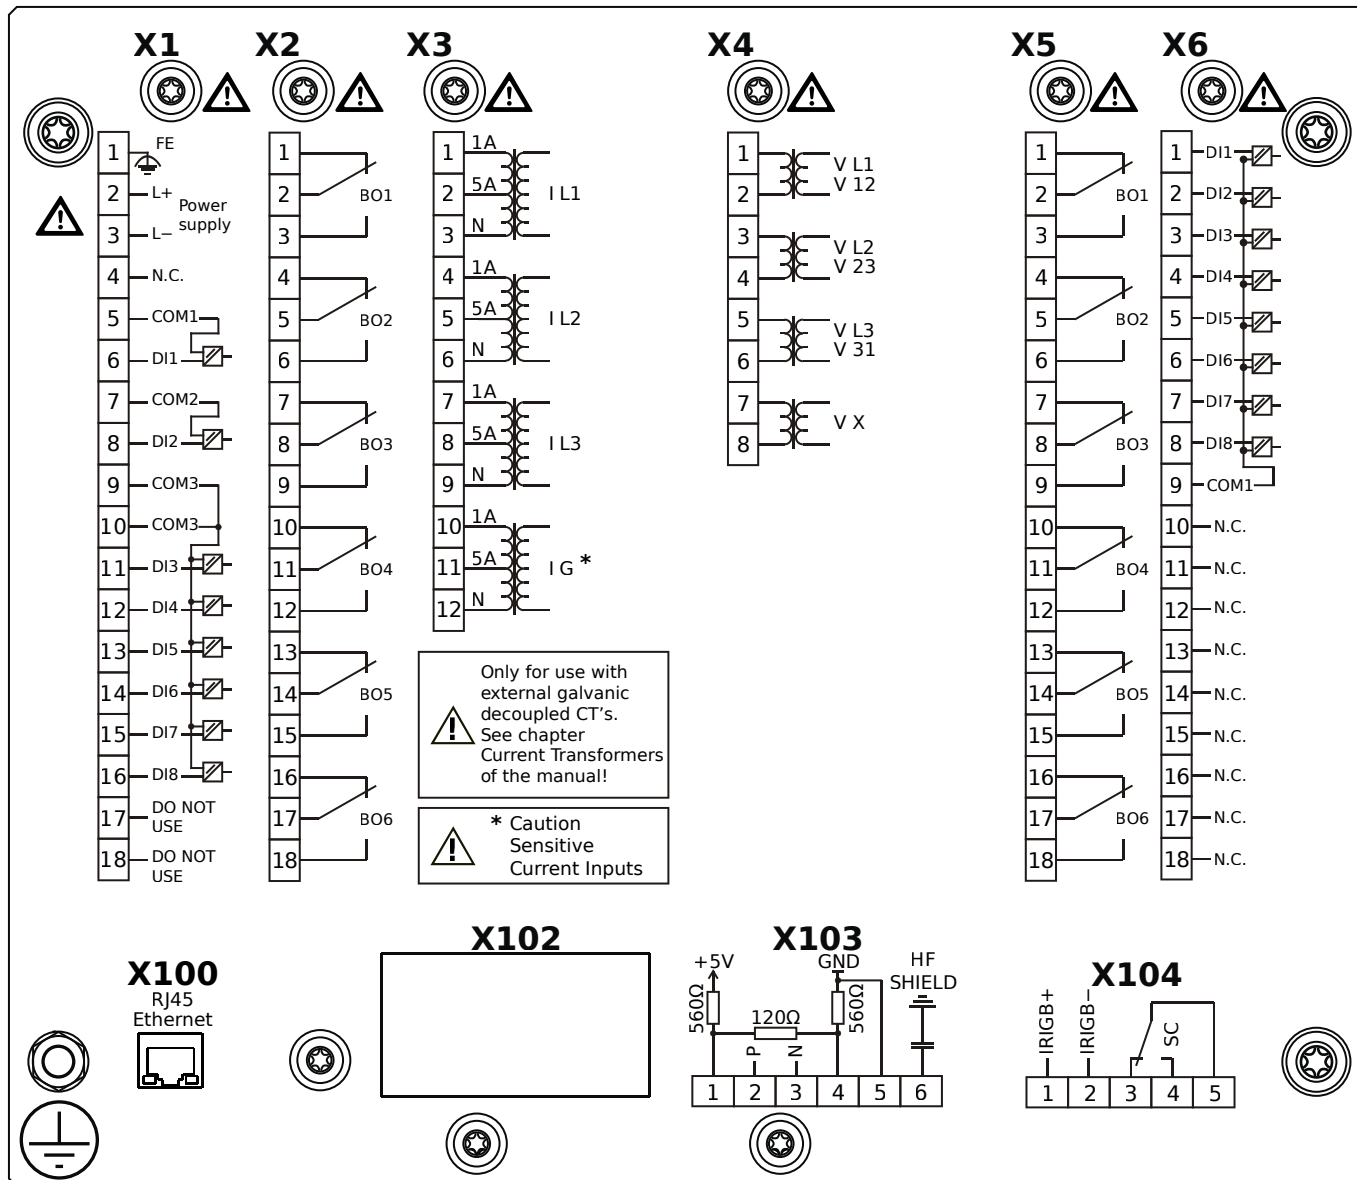 X1
X2
X3
X4
X5
X6
1 FE
2 L+
Power
supply
3 L−
4 N.C.
5 COM1
6 DI1
7 COM2
8 DI2
9 COM3
10 COM3
11 DI3
12 DI4
13 DI5
14 DI6
15 DI7
16 DI8
17 DO NOT
USE
18 DO NOT
USE
1
2 BO1
3
4
5 BO2
6
7
8 BO3
9
10
11 BO4
12
13
14 BO5
15
16
17 BO6
18
1 1A
2 5A I L1
3 N
4 1A
5 5A I L2
6 N
7 1A
8 5A I L3
9 N
10 1A
11 5A I G *
12 N
Only for use with
external galvanic
decoupled CT's.
See chapter
Current Transformers
of the manual!
* Caution
Sensitive
Current Inputs
1 V L1
2 V 12
3 V L2
4 V 23
5 V L3
6 V 31
7 V X
8
1
2 BO1
3
4
5 BO2
6
7
8 BO3
9
10
11 BO4
12
13
14 BO5
15
16
17 BO6
18
1 DI1
2 DI2
3 DI3
4 DI4
5 DI5
6 DI6
7 DI7
8 DI8
9 COM1
10 N.C.
11 N.C.
12 N.C.
13 N.C.
14 N.C.
15 N.C.
16 N.C.
17 N.C.
18 N.C.
X100
RJ45
Ethernet
X102
X103
+5V
GND
HF
SHIELD
560Ω
120Ω
560Ω
P
N
1 2 3 4 5 6
X104
IRIGB+
IRIGB−
SC
1 2 3 4 5